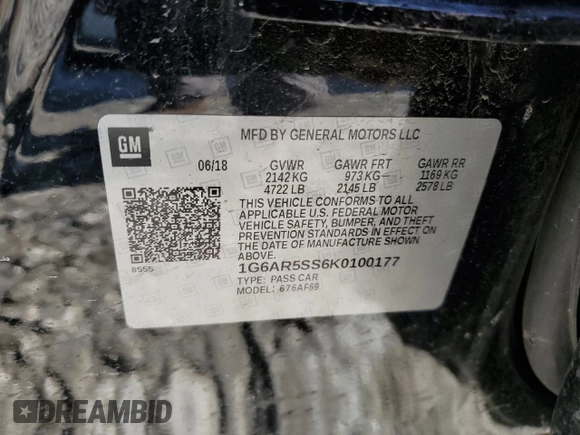 GM
MFD BY GENERAL MOTORS LLC
06/18 GVWR GAWR FRT GAWR RR
2142 KG 973 KG 1169 KG
4722 LB 2145 LB 2578 LB
THIS VEHICLE CONFORMS TO ALL
APPLICABLE U.S. FEDERAL MOTOR
VEHICLE SAFETY, BUMPER, AND THEFT
PREVENTION STANDARDS IN EFFECT ON
THE DATE OF MANUFACTURE SHOWN
ABOVE.
8555
1G6AR5SS6K0100177
TYPE: PASS CAR
MODEL: 676AF69
DREAMBID